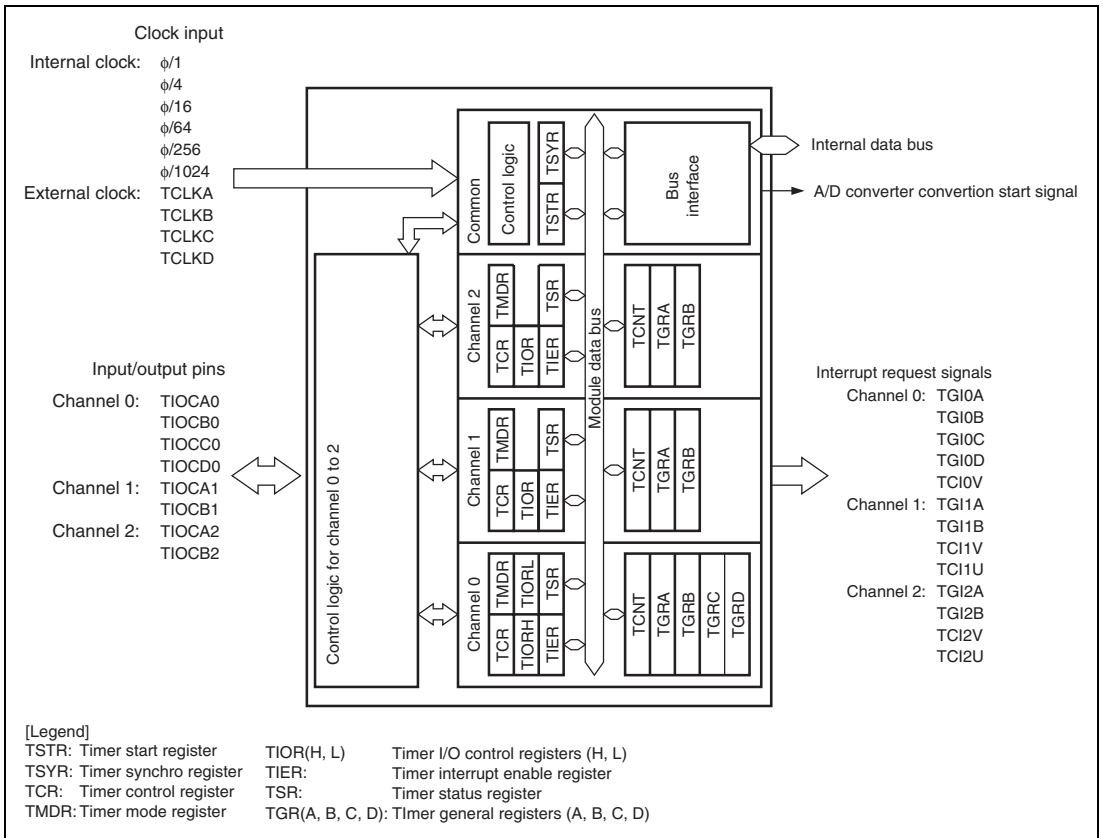 Clock input
Internal clock: ϕ/1
ϕ/4
ϕ/16
ϕ/64
ϕ/256
ϕ/1024
External clock: TCLKA
TCLKB
TCLKC
TCLKD
Input/output pins
Channel 0: TIOCA0
TIOCB0
TIOCC0
TIOCD0
Channel 1: TIOCA1
TIOCB1
Channel 2: TIOCA2
TIOCB2
Control logic for channel 0 to 2
Common
Control logic
TSTR TSYR
Bus
interface
Module data bus
Channel 2
TCR TMDR
TIOR
TIER TSR
TCNT
TGRA
TGRB
Channel 1
TCR TMDR
TIOR
TIER TSR
TCNT
TGRA
TGRB
Channel 0
TCR TMDR
TIORH TIORL
TIER TSR
TCNT
TGRA
TGRB
TGRC
TGRD
Internal data bus
A/D converter convertion start signal
Interrupt request signals
Channel 0: TGI0A
TGI0B
TGI0C
TGI0D
TCI0V
Channel 1: TGI1A
TGI1B
TCI1V
TCI1U
Channel 2: TGI2A
TGI2B
TCI2V
TCI2U
[Legend]
TSTR: Timer start register
TSYR: Timer synchro register
TCR: Timer control register
TMDR: Timer mode register
TIOR(H, L) Timer I/O control registers (H, L)
TIER: Timer interrupt enable register
TSR: Timer status register
TGR(A, B, C, D): TImer general registers (A, B, C, D)